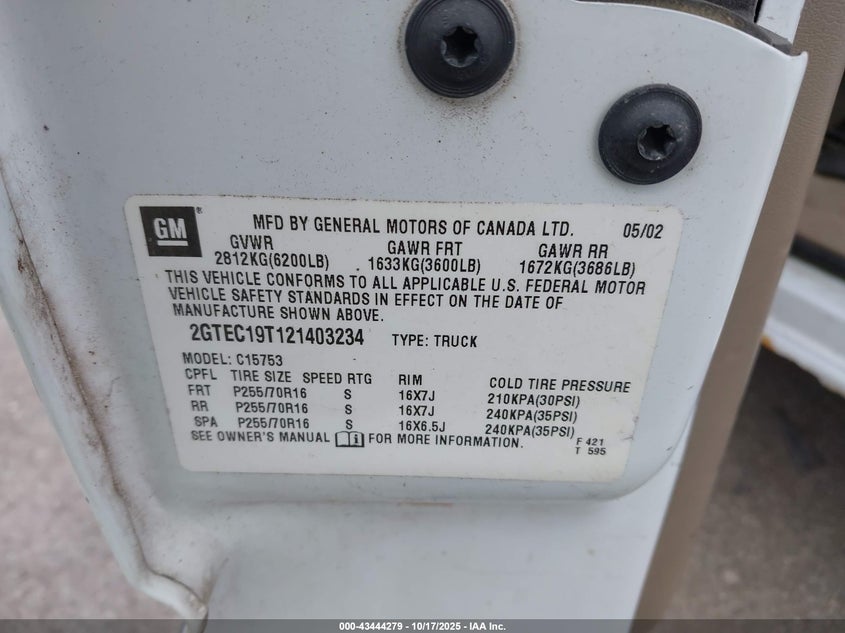 GM ®
MFD BY GENERAL MOTORS OF CANADA LTD. 05/02
GVWR GAWR FRT GAWR RR
2812KG(6200LB) 1633KG(3600LB) 1672KG(3686LB)
THIS VEHICLE CONFORMS TO ALL APPLICABLE U.S. FEDERAL MOTOR
VEHICLE SAFETY STANDARDS IN EFFECT ON THE DATE OF
MANUFACTURE SHOWN ABOVE.
2GTEC19T121403234 TYPE: TRUCK
MODEL: C15753
CPFL TIRE SIZE SPEED RTG RIM COLD TIRE PRESSURE
FRT P255/70R16 S 16X7J 210KPA(30PSI)
RR P255/70R16 S 16X7J 240KPA(35PSI)
SPA P255/70R16 S 16X6.5J 240KPA(35PSI)
SEE OWNER'S MANUAL FOR MORE INFORMATION.
F 421
T 595
000-43444279 - 10/17/2025 - IAA Inc.